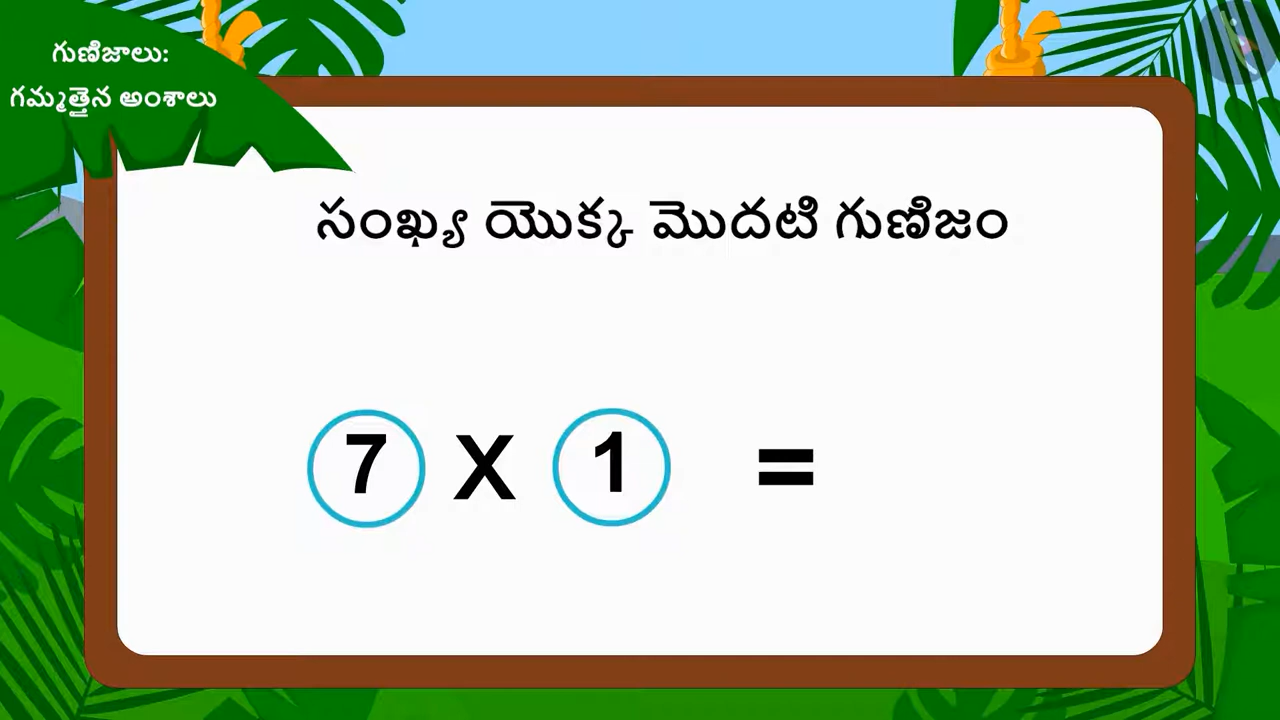 గుణిజాలు:
గమ్మత్తైన అంశాలు
సంఖ్య యొక్క మొదటి గుణిజం
7 X 1 =